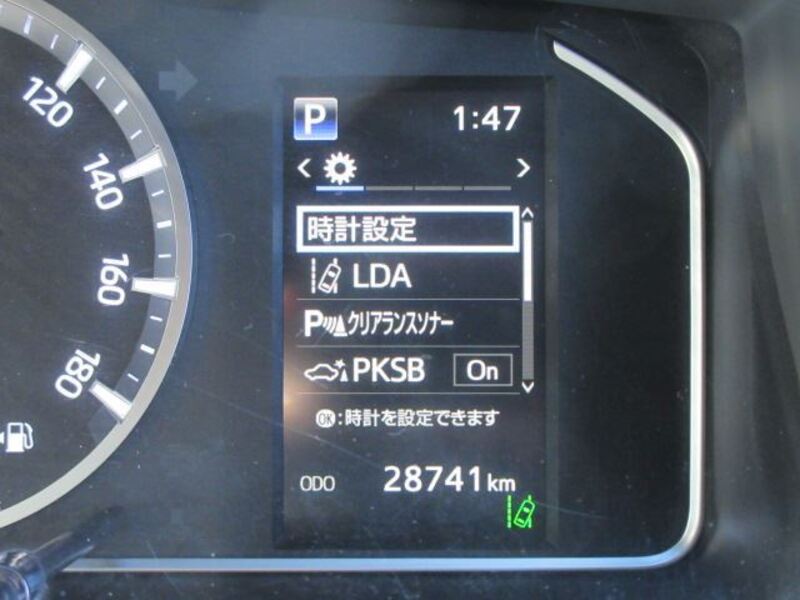 120
140
160
180
P 1:47
< >
時計設定
LDA
Pクリアランスソナー
PKSB On
OK:時計を設定できます
ODO 28741km